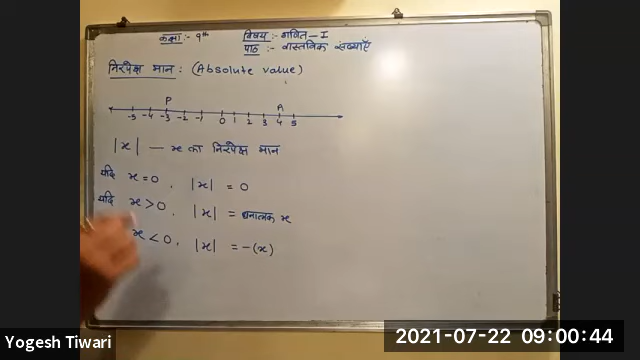 कक्षा :- 9th विषय :- गणित - I
पाठ :- वास्तविक संख्याएँ
निरपेक्ष मान : (Absolute value)
P A
-5 -4 -3 -2 -1 0 1 2 3 4 5
|x| — x का निरपेक्ष मान
यदि x = 0 , |x| = 0
यदि x > 0 , |x| = धनात्मक x
x < 0 , |x| = -(x)
Yogesh Tiwari
2021-07-22 09:00:44